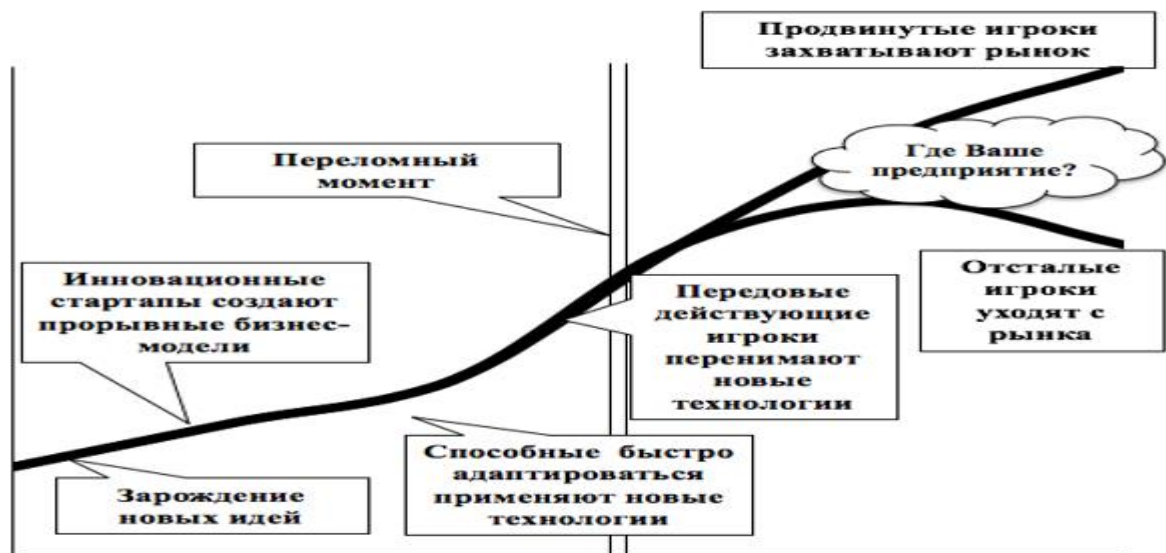 Продвинутые игроки
захватывают рынок
Где Ваше
предприятие?
Переломный
момент
Инновационные
стартапы создают
прорывные бизнес-
модели
Передовые
действующие
игроки
перенимают
новые
технологии
Отсталые
игроки
уходят с
рынка
Способные быстро
адаптироваться
применяют новые
технологии
Зарождение
новых идей